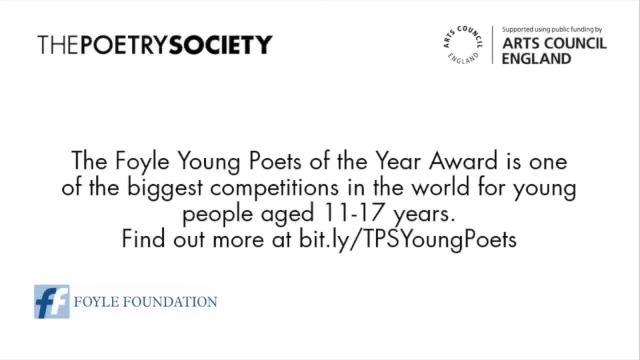 THEPOETRYSOCIETY
ARTS COUNCIL
ENGLAND
Supported using public funding by
ARTS COUNCIL
ENGLAND
The Foyle Young Poets of the Year Award is one
of the biggest competitions in the world for young
people aged 11-17 years.
Find out more at bit.ly/TPSYoungPoets
ff
FOYLE FOUNDATION